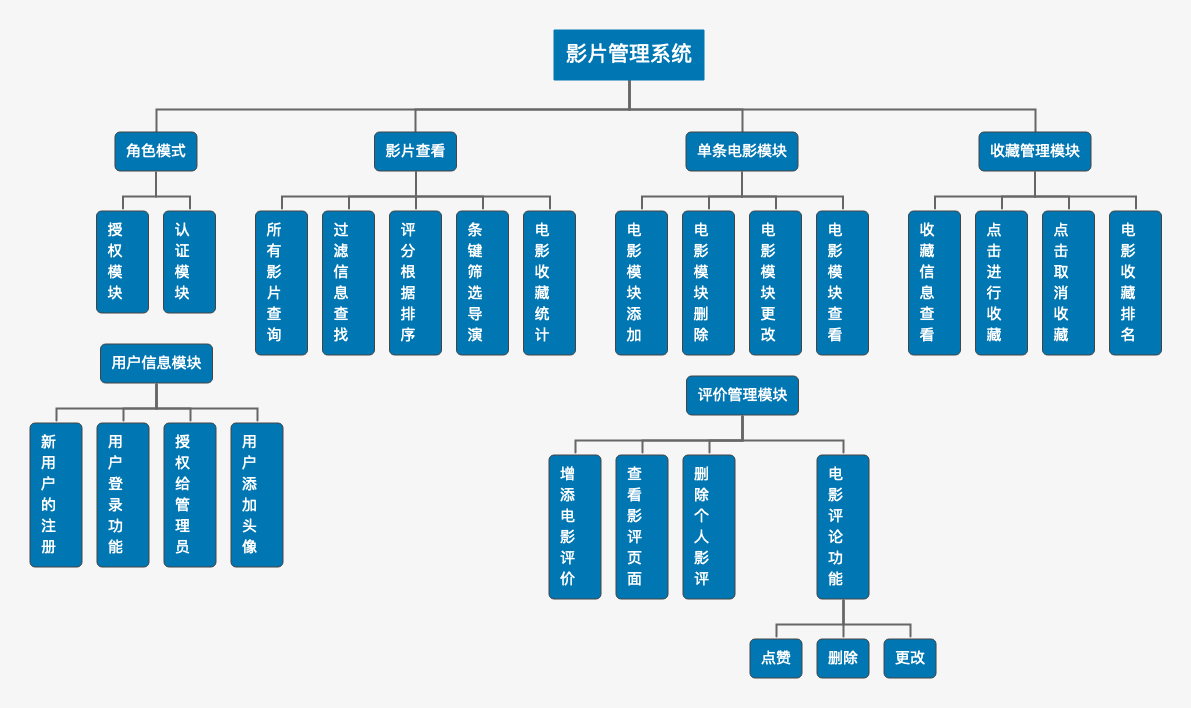 影片管理系统
角色模式
影片查看
单条电影模块
收藏管理模块
授权模块
认证模块
所有影片查询
过滤信息查找
评分根据排序
条键筛选导演
电影收藏统计
电影模块添加
电影模块删除
电影模块更改
电影模块查看
收藏信息查看
点击进行收藏
点击取消收藏
电影收藏排名
用户信息模块
新用户的注册
用户登录功能
授权给管理员
用户添加头像
评价管理模块
增添电影评价
查看影评页面
删除个人影评
电影评论功能
点赞
删除
更改